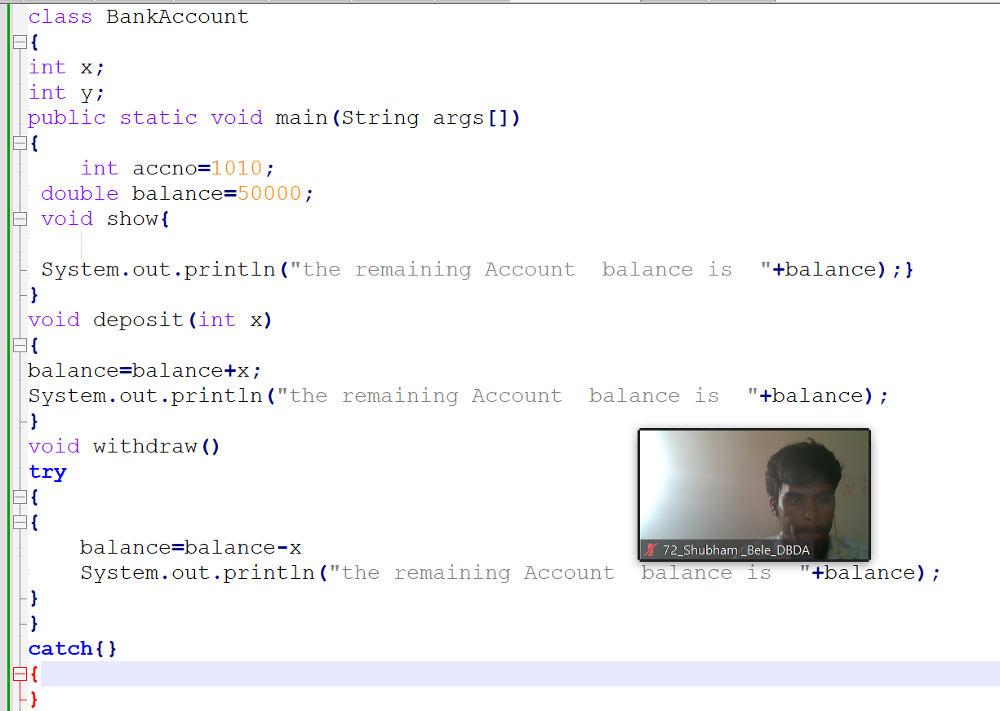 class BankAccount
{
int x;
int y;
public static void main(String args[])
{
    int accno=1010;
 double balance=50000;
 void show{

 System.out.println("the remaining Account  balance is  "+balance);}
}
void deposit(int x)
{
balance=balance+x;
System.out.println("the remaining Account  balance is  "+balance);
}
void withdraw()
try
{
{
    balance=balance-x
    System.out.println("the remaining Account  balance is  "+balance);
}
}
catch{}
{
}
72_Shubham _Bele_DBDA